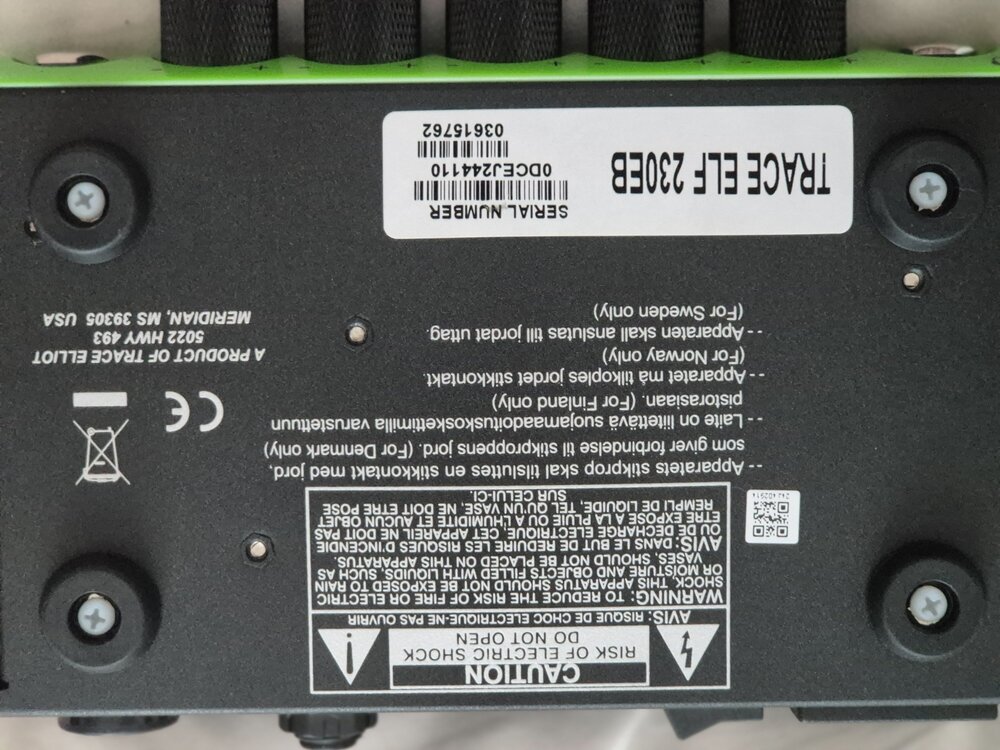 CAUTION
RISK OF ELECTRIC SHOCK
DO NOT OPEN
AVIS: RISQUE DE CHOC ELECTRIQUE-NE PAS OUVRIR
WARNING: TO REDUCE THE RISK OF FIRE OR ELECTRIC
SHOCK, THIS APPARATUS SHOULD NOT BE EXPOSED TO RAIN
OR MOISTURE AND OBJECTS FILLED WITH LIQUIDS, SUCH AS
VASES, SHOULD NOT BE PLACED ON THIS APPARATUS.
AVIS: DANS LE BUT DE REDUIRE LES RISQUES D'INCENDIE
OU DE DECHARGE ELECTRIQUE, CET APPAREIL NE DOIT PAS
ETRE EXPOSE A LA PLUIE OU A L'HUMIDITE ET AUCUN OBJET
REMPLI DE LIQUIDE, TEL QU'UN VASE, NE DOIT ETRE POSE
SUR CELUI-CI.
242402914
-- Apparatets stikprop skal tilsluttes en stikkontakt med jord,
som giver forbindelse til stikproppens jord. (For Denmark only)
-- Laite on liitettävä suojamaadoituskoskettimilla varustettuun
pistorasiaan. (For Finland only)
-- Apparatet må tilkoples jordet stikkontakt.
(For Norway only)
-- Apparaten skall anslutas till jordat uttag.
(For Sweden only)
CE
A PRODUCT OF TRACE ELLIOT
5022 HWY 493
MERIDIAN, MS 39305 USA
TRACE ELF 230EB
SERIAL NUMBER
0DCEJ244110
03615762